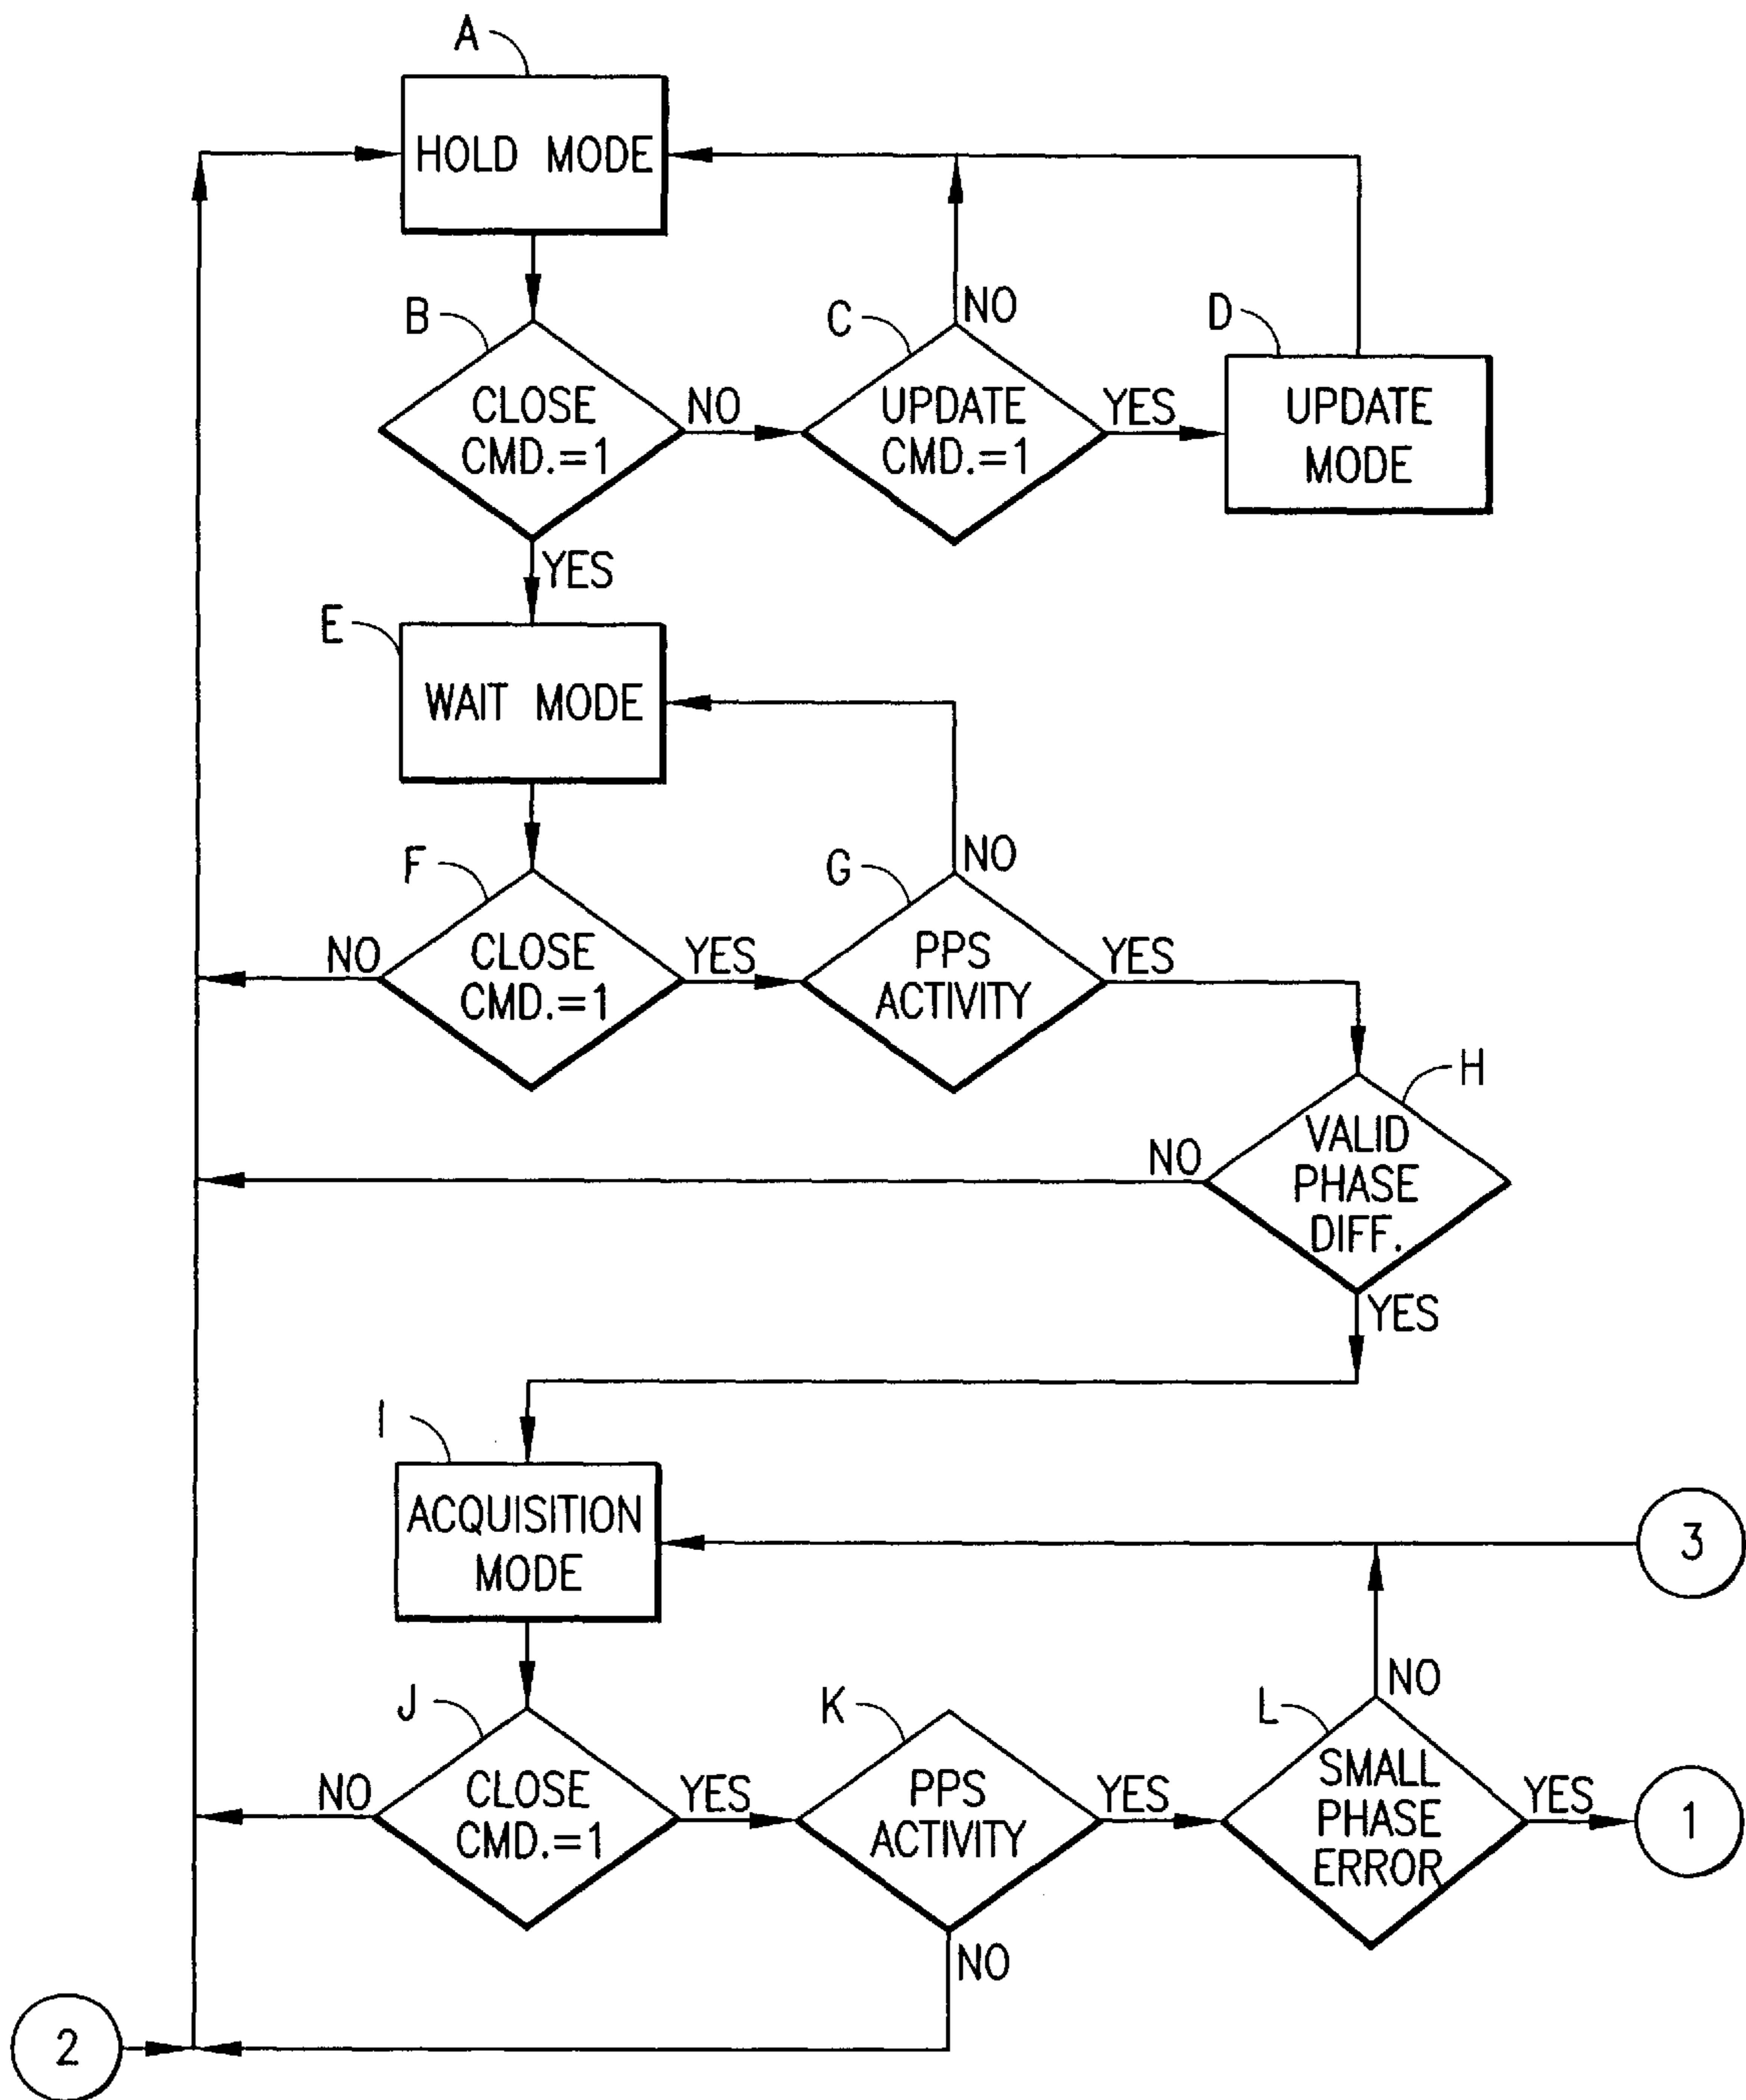 A
HOLD MODE
B
CLOSE
CMD.=1
NO
C
UPDATE
CMD.=1
NO
YES
D
UPDATE
MODE
YES
E
WAIT MODE
F
CLOSE
CMD.=1
NO
YES
G
PPS
ACTIVITY
NO
YES
H
VALID
PHASE
DIFF.
NO
YES
I
ACQUISITION
MODE
3
J
CLOSE
CMD.=1
NO
YES
K
PPS
ACTIVITY
YES
NO
L
SMALL
PHASE
ERROR
NO
YES
1
2